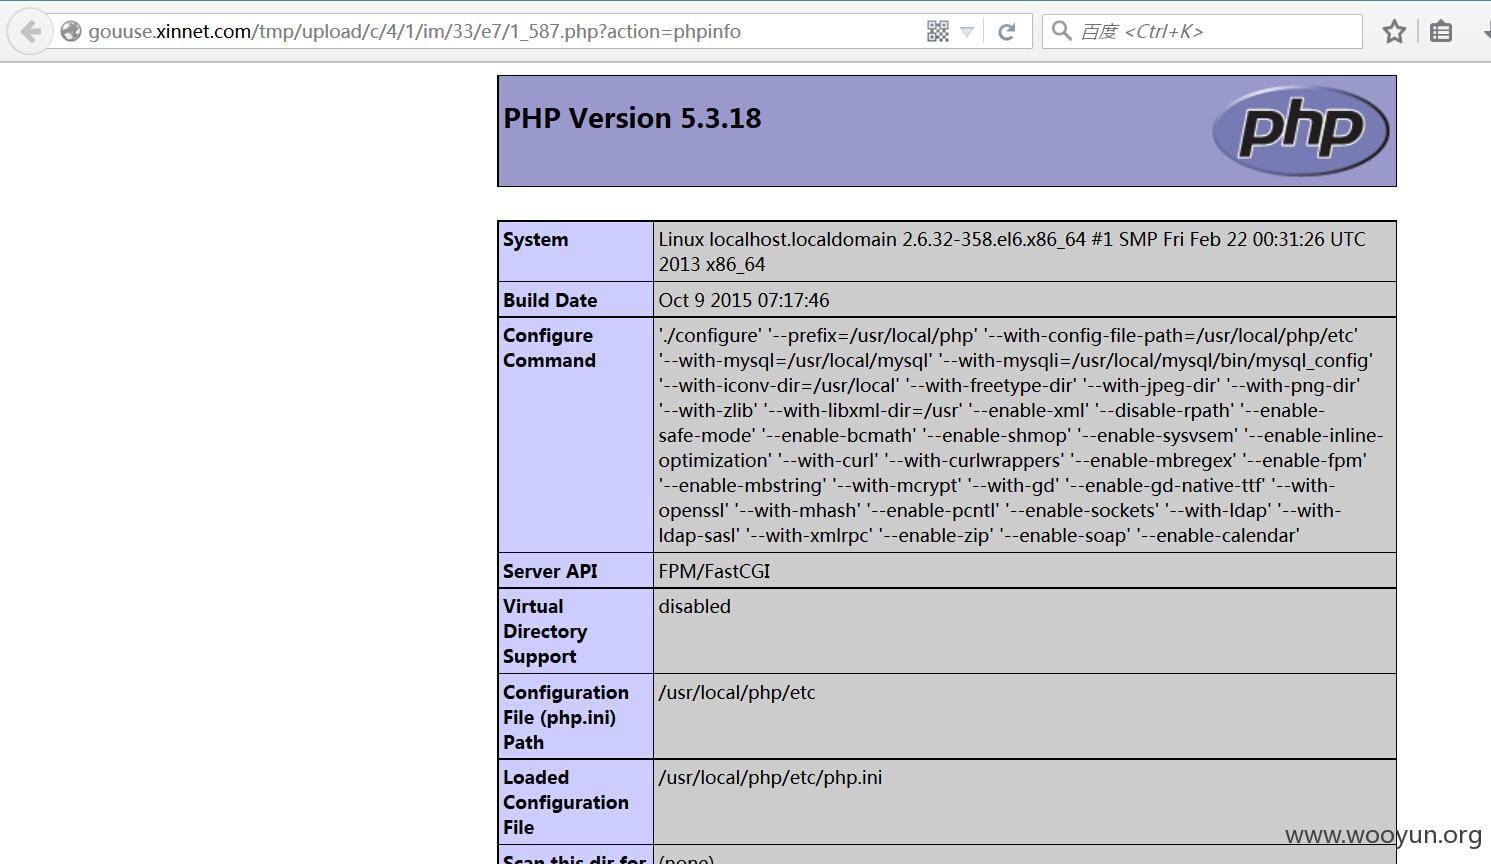 gouuse.xinnet.com/tmp/upload/c/4/1/im/33/e7/1_587.php?action=phpinfo
百度 <Ctrl+K>
PHP Version 5.3.18
php
System
Linux localhost.localdomain 2.6.32-358.el6.x86_64 #1 SMP Fri Feb 22 00:31:26 UTC
2013 x86_64
Build Date
Oct 9 2015 07:17:46
Configure
Command
'./configure' '--prefix=/usr/local/php' '--with-config-file-path=/usr/local/php/etc'
'--with-mysql=/usr/local/mysql' '--with-mysqli=/usr/local/mysql/bin/mysql_config'
'--with-iconv-dir=/usr/local' '--with-freetype-dir' '--with-jpeg-dir' '--with-png-dir'
'--with-zlib' '--with-libxml-dir=/usr' '--enable-xml' '--disable-rpath' '--enable-
safe-mode' '--enable-bcmath' '--enable-shmop' '--enable-sysvsem' '--enable-inline-
optimization' '--with-curl' '--with-curlwrappers' '--enable-mbregex' '--enable-fpm'
'--enable-mbstring' '--with-mcrypt' '--with-gd' '--enable-gd-native-ttf' '--with-
openssl' '--with-mhash' '--enable-pcntl' '--enable-sockets' '--with-ldap' '--with-
ldap-sasl' '--with-xmlrpc' '--enable-zip' '--enable-soap' '--enable-calendar'
Server API
FPM/FastCGI
Virtual
Directory
Support
disabled
Configuration
File (php.ini)
Path
/usr/local/php/etc
Loaded
Configuration
File
/usr/local/php/etc/php.ini
Scan this dir for
(none)
www.wooyun.org